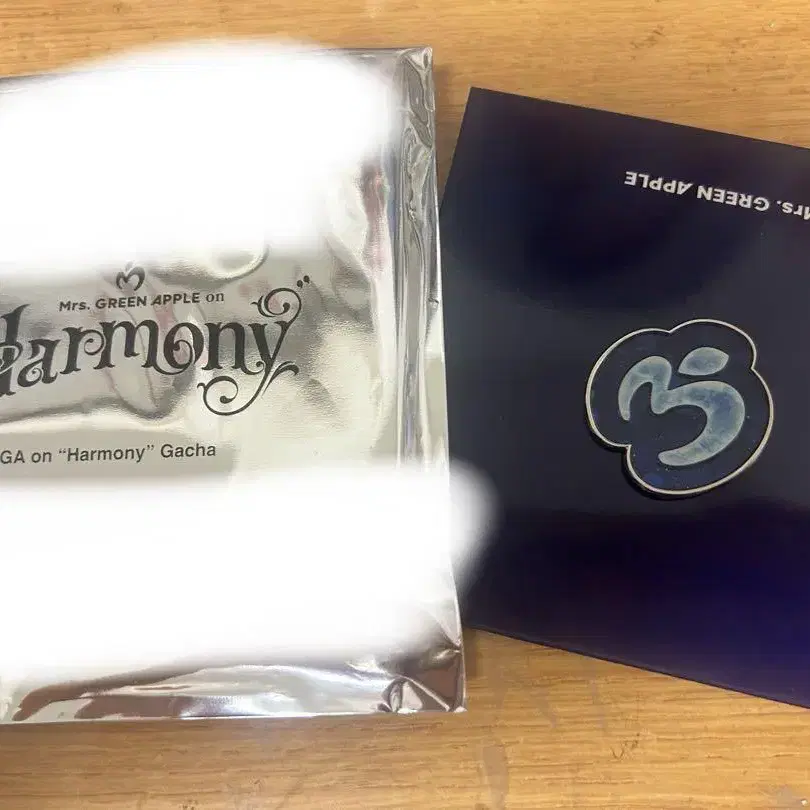 Mrs. GREEN APPLE on
Harmony”
GA on “Harmony” Gacha
Mrs. GREEN APPLE